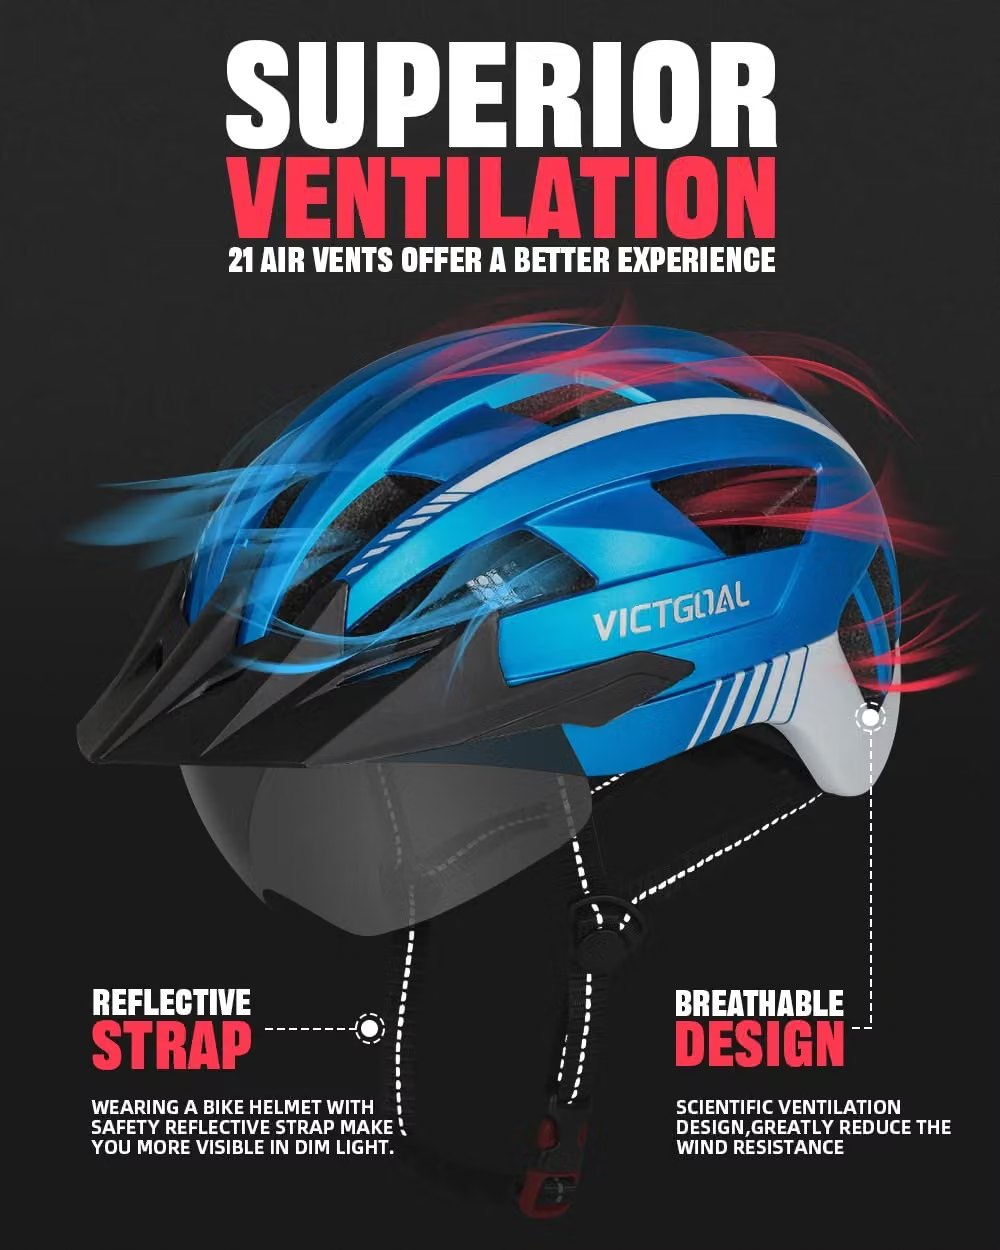 SUPERIOR
VENTILATION
21 AIR VENTS OFFER A BETTER EXPERIENCE
VICTGOAL
REFLECTIVE
STRAP
WEARING A BIKE HELMET WITH
SAFETY REFLECTIVE STRAP MAKE
YOU MORE VISIBLE IN DIM LIGHT.
BREATHABLE
DESIGN
SCIENTIFIC VENTILATION
DESIGN,GREATLY REDUCE THE
WIND RESISTANCE